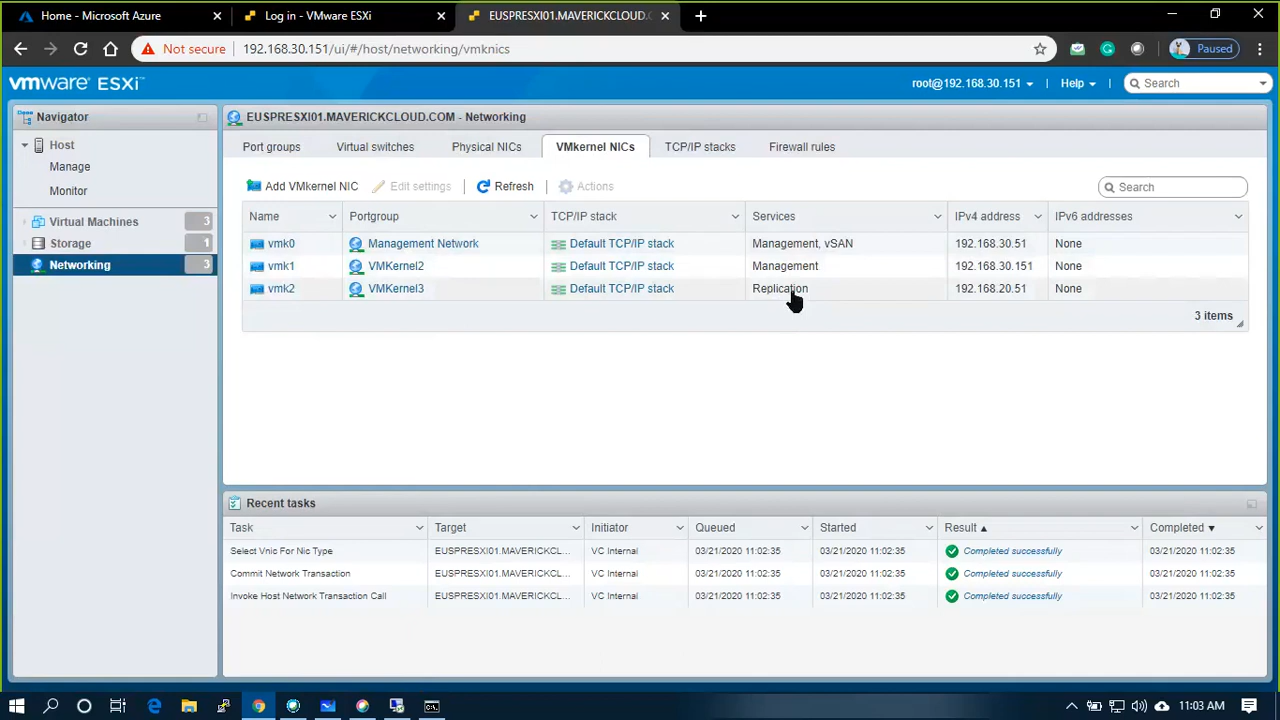 Home - Microsoft Azure
Log in - VMware ESXi
EUSPRESXI01.MAVERICKCLOUD.C
Not secure 192.168.30.151/ui/#/host/networking/vmknics Paused
vmware ESXi™ root@192.168.30.151 Help Search
Navigator
Host
Manage
Monitor
Virtual Machines 3
Storage 1
Networking 3
EUSPRESXI01.MAVERICKCLOUD.COM - Networking
Port groups Virtual switches Physical NICs VMkernel NICs TCP/IP stacks Firewall rules
Add VMkernel NIC Edit settings Refresh Actions Search
Name Portgroup TCP/IP stack Services IPv4 address IPv6 addresses
vmk0 Management Network Default TCP/IP stack Management, vSAN 192.168.30.51 None
vmk1 VMKernel2 Default TCP/IP stack Management 192.168.30.151 None
vmk2 VMKernel3 Default TCP/IP stack Replication 192.168.20.51 None
3 items
Recent tasks
Task Target Initiator Queued Started Result Completed
Select Vnic For Nic Type EUSPRESXI01.MAVERICKCL... VC Internal 03/21/2020 11:02:35 03/21/2020 11:02:35 Completed successfully 03/21/2020 11:02:35
Commit Network Transaction EUSPRESXI01.MAVERICKCL... VC Internal 03/21/2020 11:02:35 03/21/2020 11:02:35 Completed successfully 03/21/2020 11:02:35
Invoke Host Network Transaction Call EUSPRESXI01.MAVERICKCL... VC Internal 03/21/2020 11:02:35 03/21/2020 11:02:35 Completed successfully 03/21/2020 11:02:35
11:03 AM